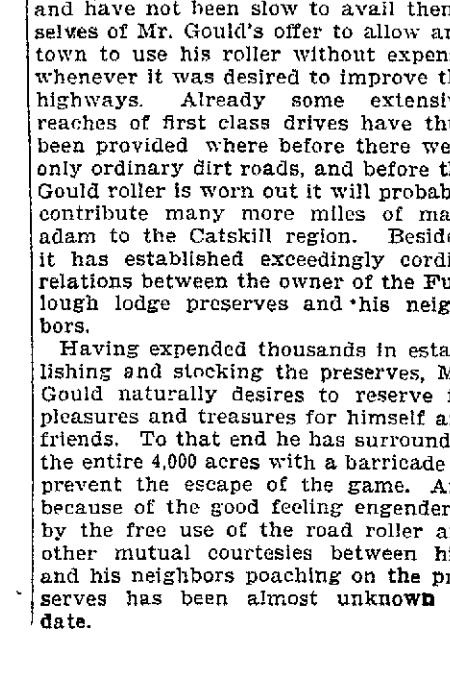 and have not been slow to avail them
selves of Mr. Gould's offer to allow an
town to use his roller without expens
whenever it was desired to improve th
highways. Already some extensiv
reaches of first class drives have thu
been provided where before there we
only ordinary dirt roads, and before th
Gould roller is worn out it will probab
contribute many more miles of ma
adam to the Catskill region. Beside
it has established exceedingly cordi
relations between the owner of the Fu
lough lodge preserves and his neig
bors.
Having expended thousands in esta
lishing and stocking the preserves, M
Gould naturally desires to reserve i
pleasures and treasures for himself a
friends. To that end he has surround
the entire 4,000 acres with a barricade
prevent the escape of the game. A
because of the good feeling engender
by the free use of the road roller a
other mutual courtesies between hi
and his neighbors poaching on the pr
serves has been almost unknown
date.